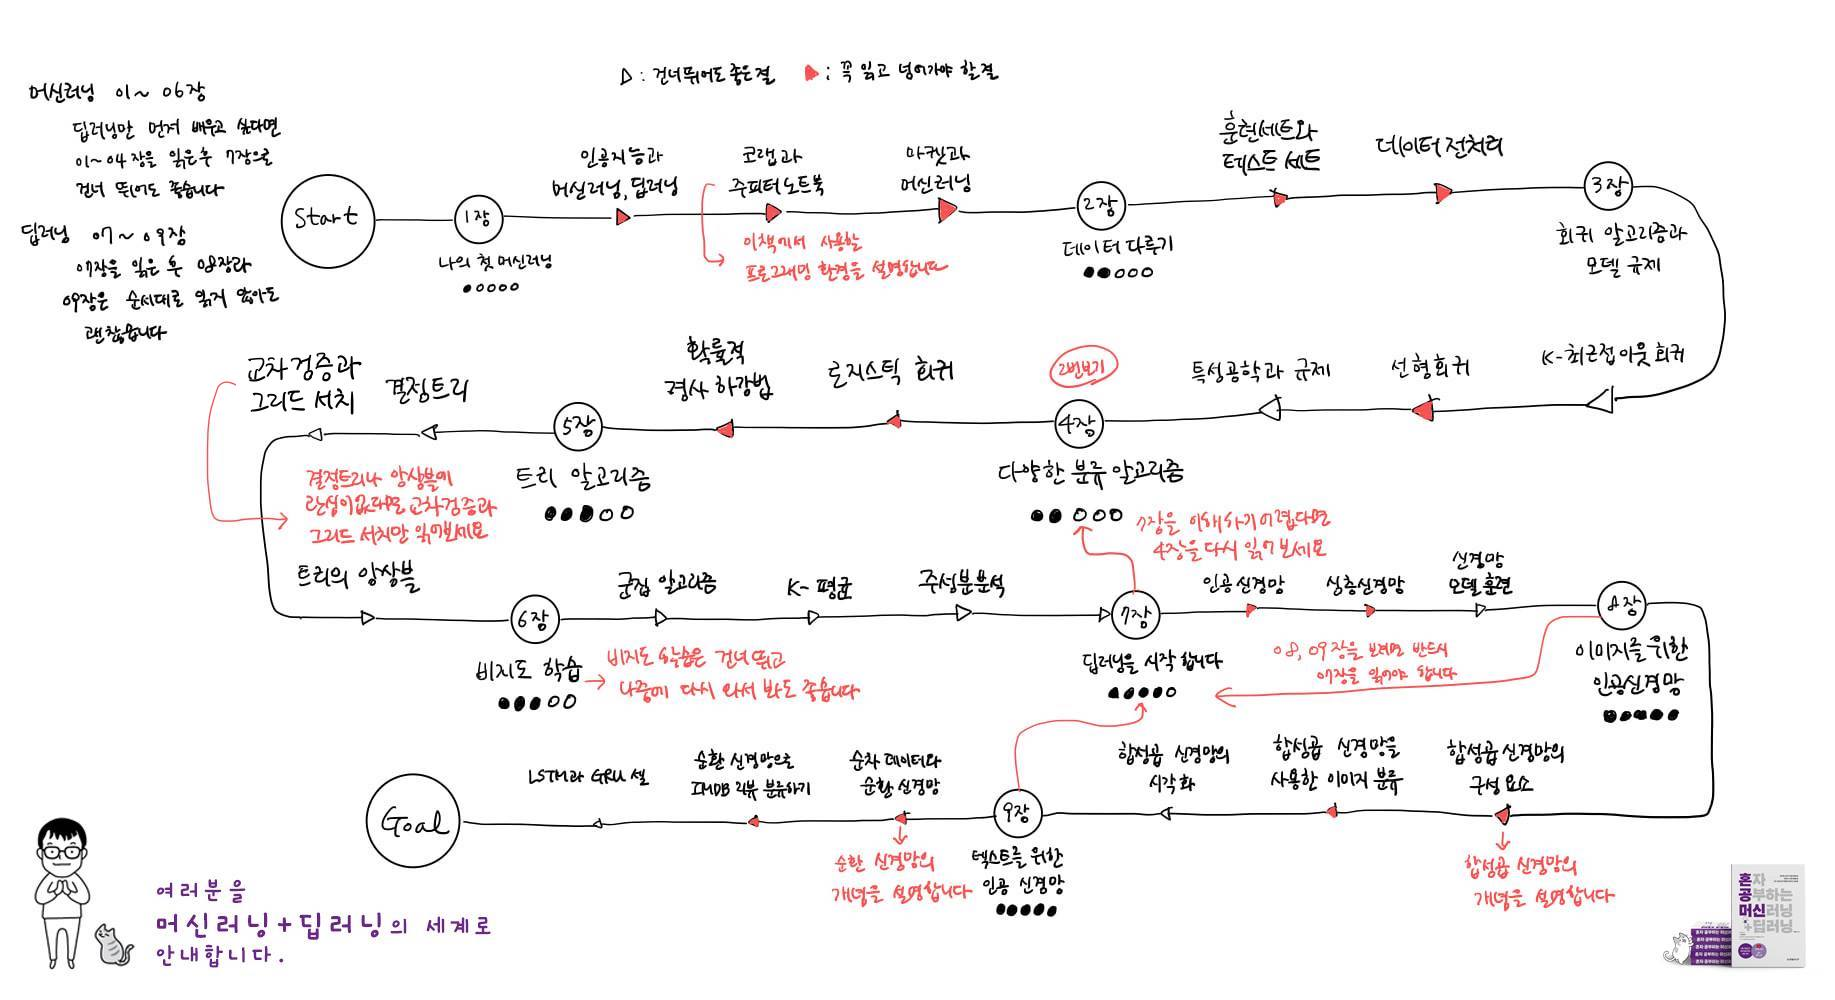 ▷ : 건너뛰어도 좋은절
▶ : 꼭 읽고 넘어가야 할 절
머신러닝 01~06장
딥러닝만 먼저 배우고 싶다면
01~04장을 읽은후 7장으로
건너 뛰어도 좋습니다
딥러닝 07~09장
07장을 읽은 후 08장과
09장은 순서대로 읽지 않아도
괜찮습니다
Start
1장
나의 첫 머신러닝
●○○○○
인공지능과
머신러닝, 딥러닝
코랩과
주피터노트북
이책에서 사용할
프로그래밍 환경을 설명합니다
마켓과
머신러닝
2장
데이터 다루기
●●○○○
훈련세트와
테스트 세트
데이터 전처리
3장
회귀 알고리즘과
모델 규제
K-최근접 이웃 회귀
선형회귀
특성공학과 규제
2번보기
4장
다양한 분류 알고리즘
●●○○○
로지스틱 회귀
확률적
경사 하강법
5장
트리 알고리즘
●●●○○
결정트리
교차검증과
그리드 서치
결정트리나 앙상블에
관심이없다면 교차검증과
그리드 서치만 읽어보세요
트리의 앙상블
6장
비지도 학습
●●●○○
비지도 학습은 건너 뛰고
나중에 다시 와서 봐도 좋습니다
군집 알고리즘
K-평균
주성분분석
7장을 이해하기 어렵다면
4장을 다시 읽어 보세요
7장
딥러닝을 시작 합니다
●●●●○
인공 신경망
심층신경망
신경망
모델 훈련
8장
이미지를 위한
인공신경망
●●●●●
08, 09장을 보려면 반드시
07장을 읽어야 합니다
합성곱 신경망의
구성 요소
합성곱 신경망의
개념을 설명합니다
합성곱 신경망을
사용한 이미지 분류
합성곱 신경망의
시각화
9장
텍스트를 위한
인공 신경망
●●●●●
순차 데이터와
순환 신경망
순환 신경망의
개념을 설명합니다
순환 신경망으로
IMDB 리뷰 분류하기
LSTM과 GRU 셀
Goal
여러분을
머신러닝+딥러닝의 세계로
안내합니다.
혼자
공부하는
머신러닝
+딥러닝